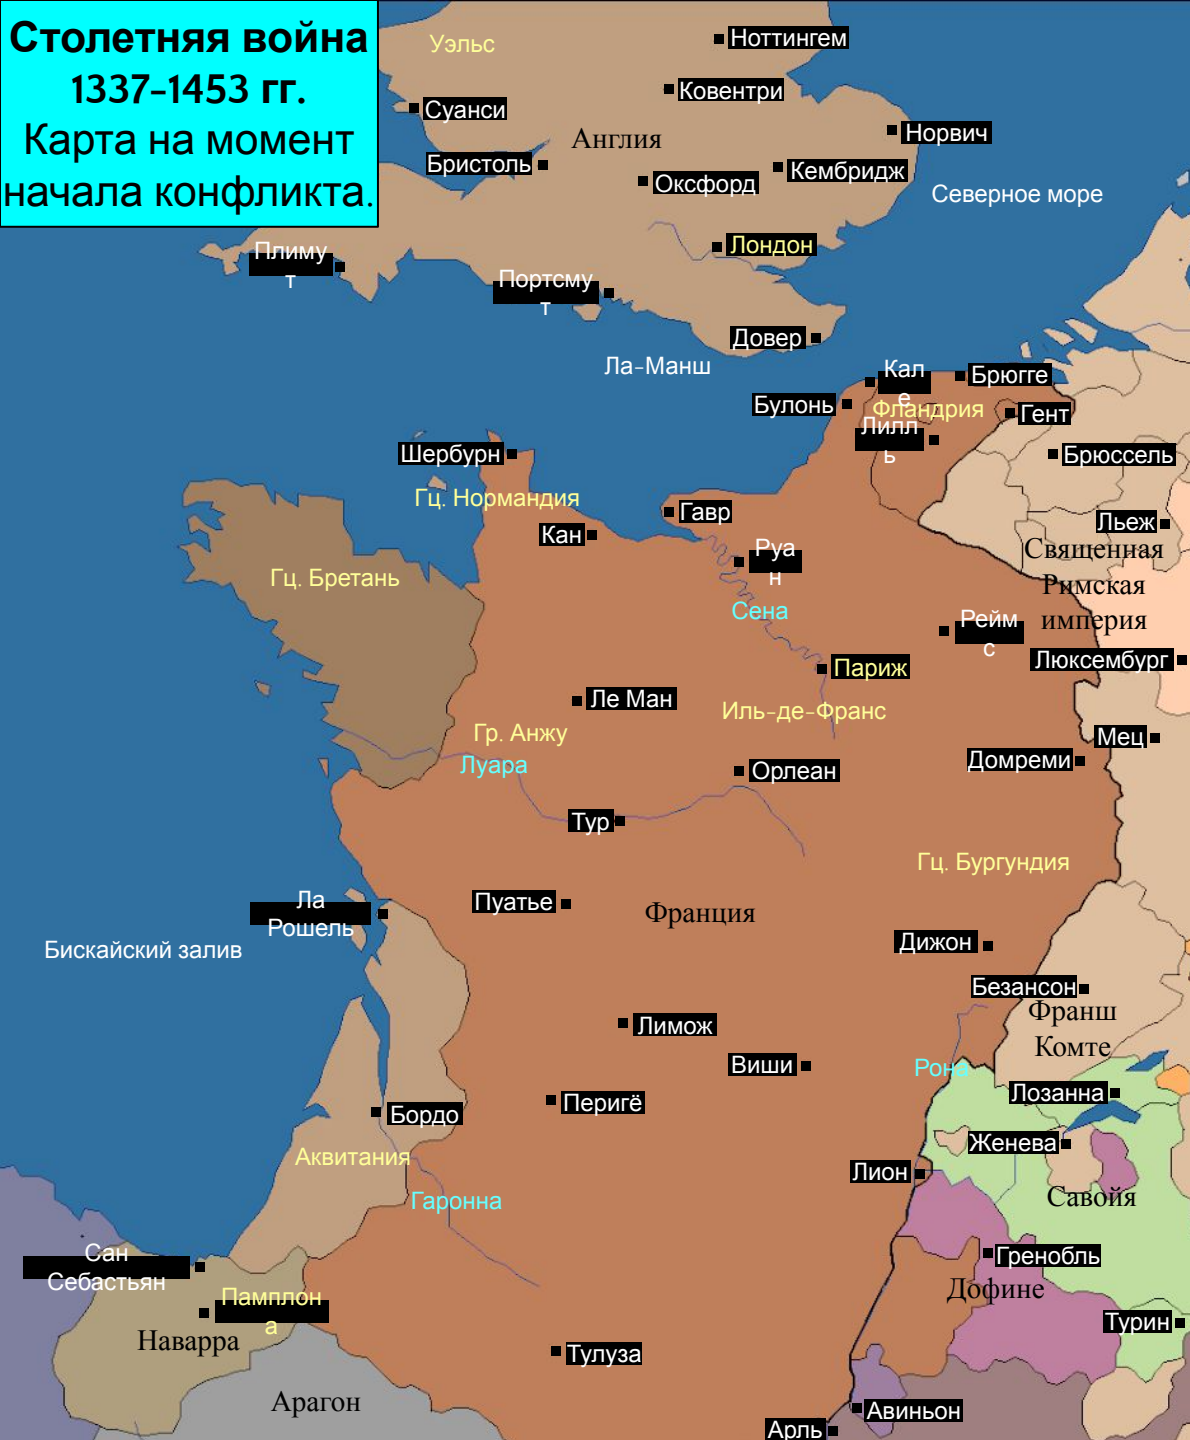 Столетняя война
1337-1453 гг.
Карта на момент
начала конфликта.
Уэльс
Ноттингем
Ковентри
Суанси
Англия
Норвич
Бристоль
Оксфорд
Кембридж
Северное море
Лондон
Плиму
т
Портсму
т
Довер
Ла-Манш
Кал
е
Брюгге
Булонь
Фландрия
Гент
Лилл
ь
Шербурн
Брюссель
Гц. Нормандия
Гавр
Кан
Льеж
Руа
н
Священная
Римская
империя
Гц. Бретань
Сена
Рейм
с
Париж
Люксембург
Ле Ман
Иль-де-Франс
Гр. Анжу
Мец
Луара
Орлеан
Домреми
Тур
Гц. Бургундия
Ла
Рошель
Пуатье
Франция
Бискайский залив
Дижон
Безансон
Франш
Комте
Лимож
Виши
Рона
Лозанна
Перигё
Бордо
Женева
Аквитания
Лион
Савойя
Гаронна
Сан
Себастьян
Гренобль
Дофине
Памплон
а
Наварра
Турин
Тулуза
Арагон
Авиньон
Арль